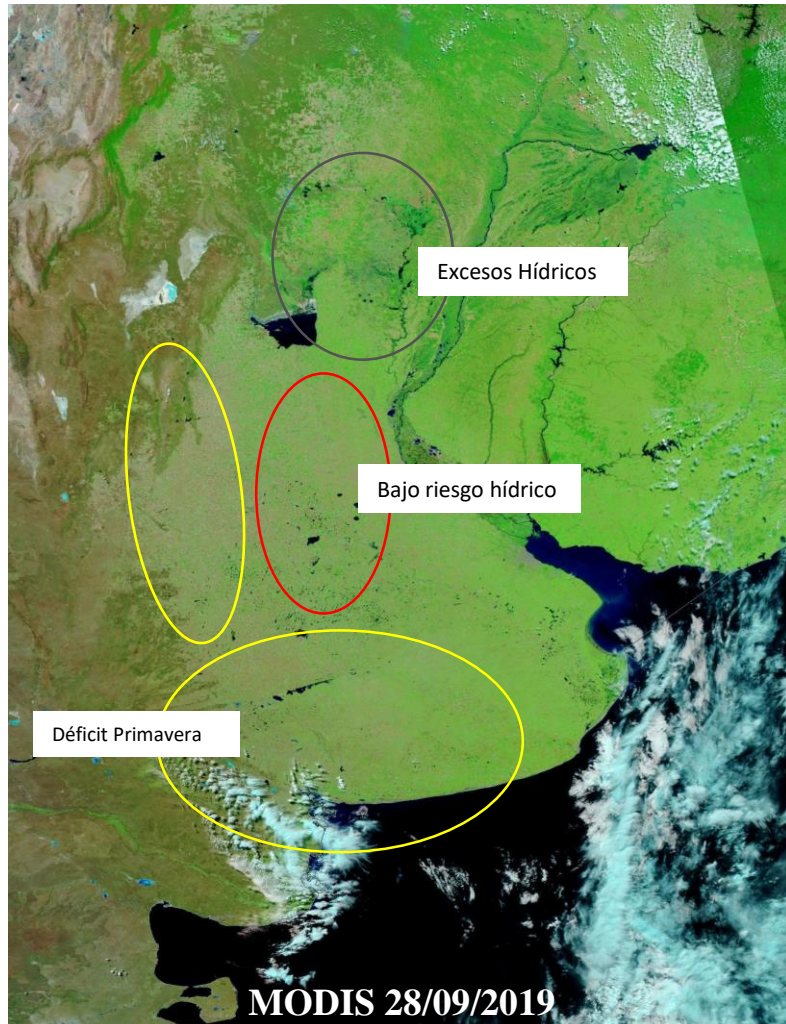 Excesos Hídricos
Bajo riesgo hídrico
Déficit Primavera
MODIS 28/09/2019